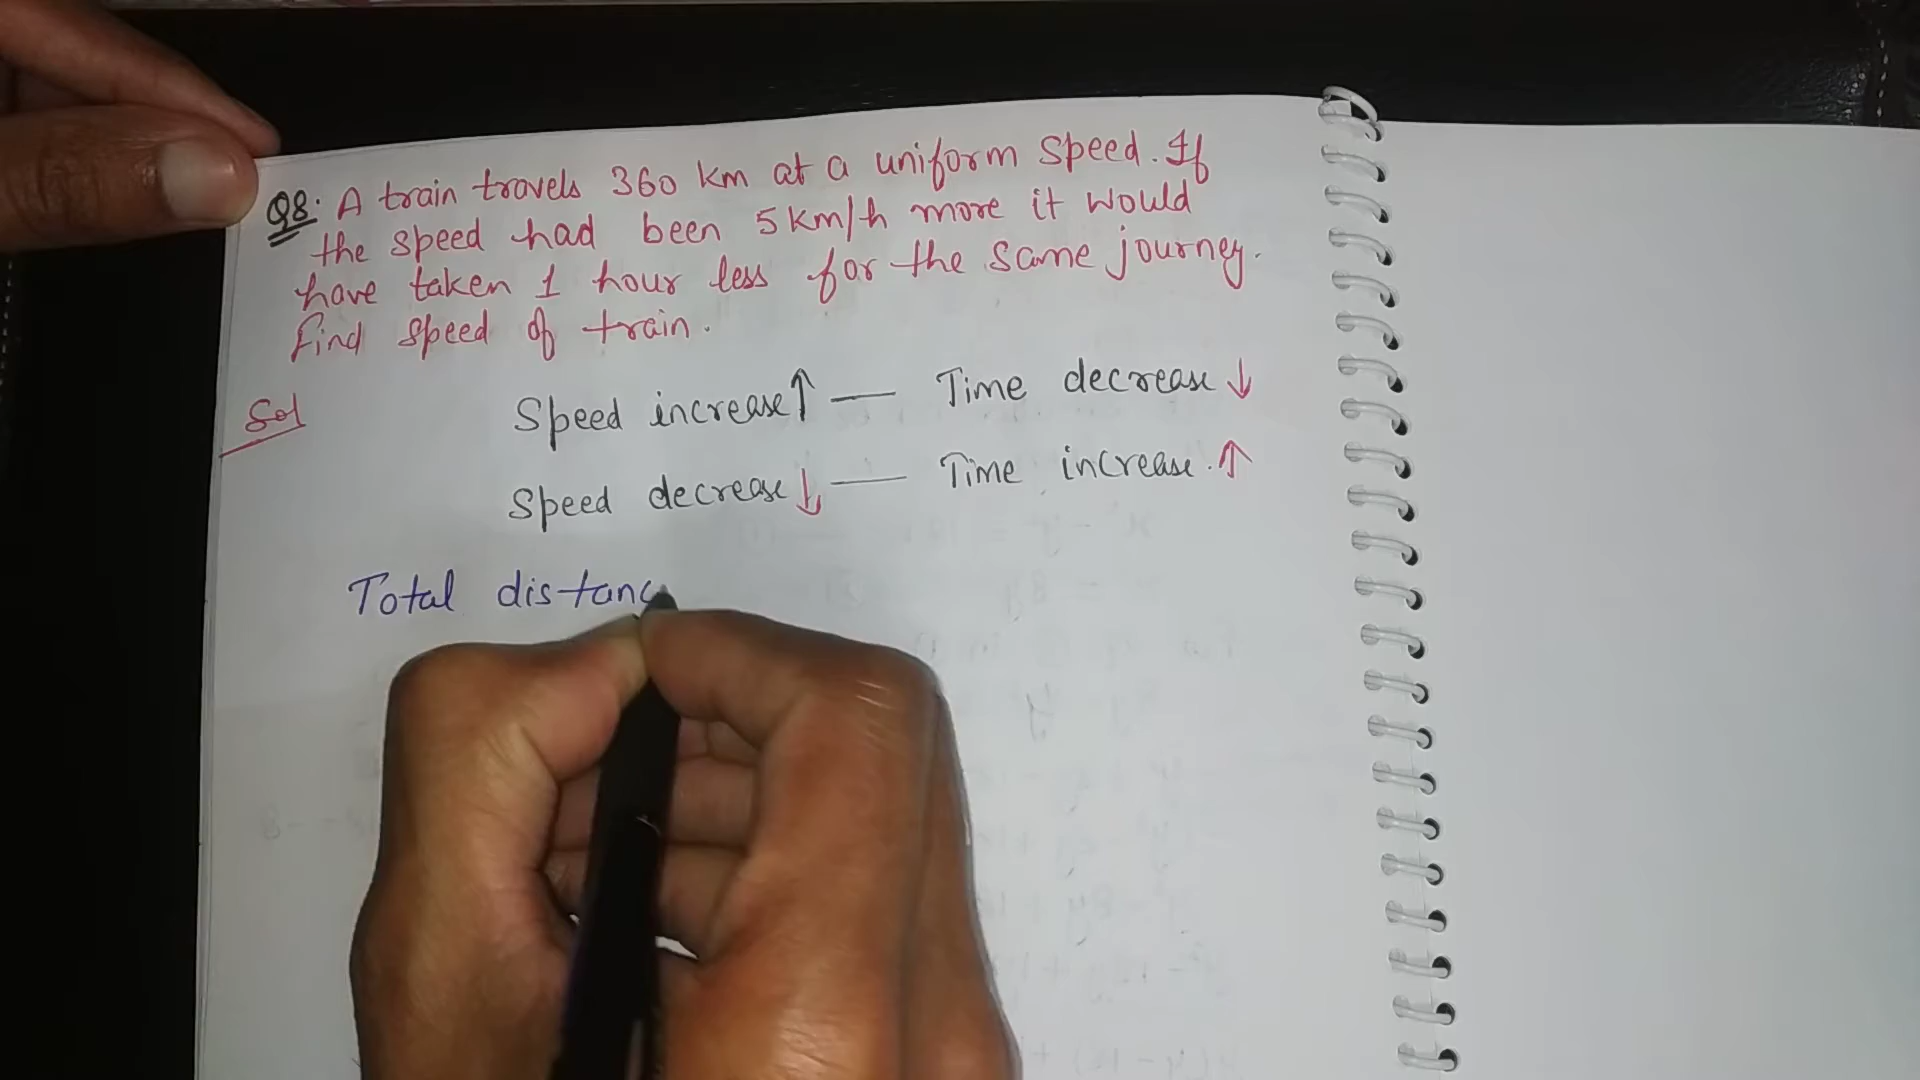 Q8. A train travels 360 km at a uniform speed. If
the speed had been 5 km/h more it would
have taken 1 hour less for the same journey.
Find speed of train.
Sol
Speed increase ↑ — Time decrease ↓
Speed decrease ↓ — Time increase. ↑
Total distanc